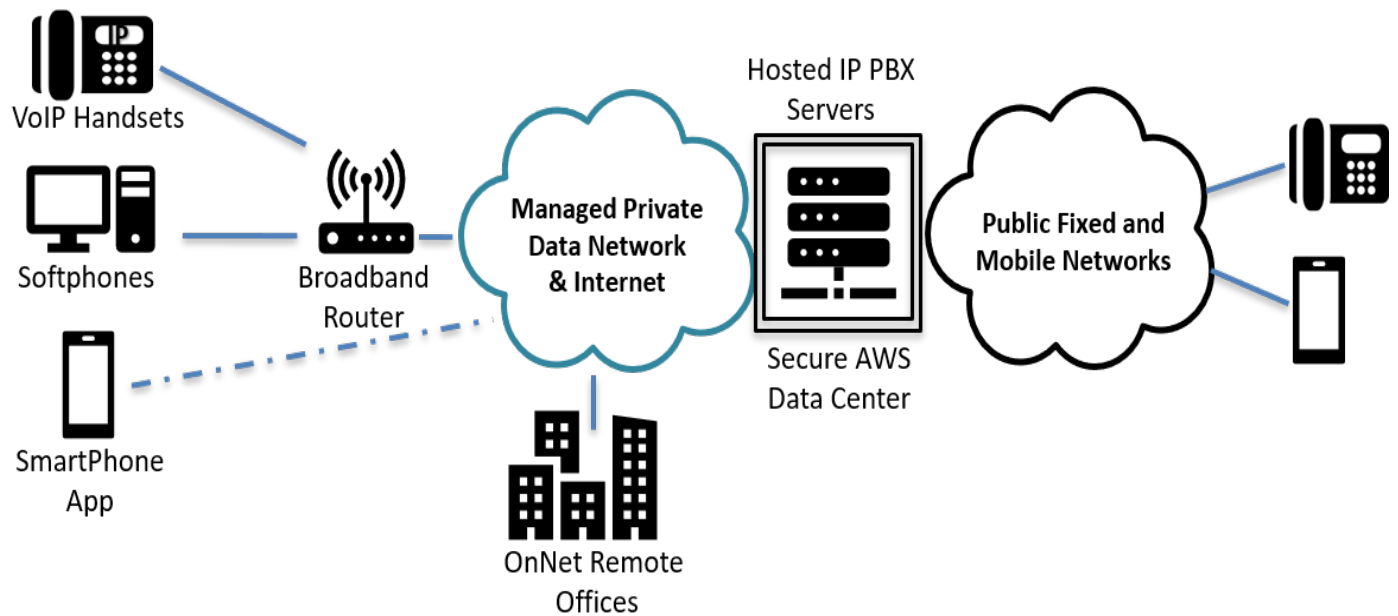 IP
VoIP Handsets
Softphones
SmartPhone
App
Broadband
Router
Managed Private
Data Network
& Internet
OnNet Remote
Offices
Hosted IP PBX
Servers
Secure AWS
Data Center
Public Fixed and
Mobile Networks